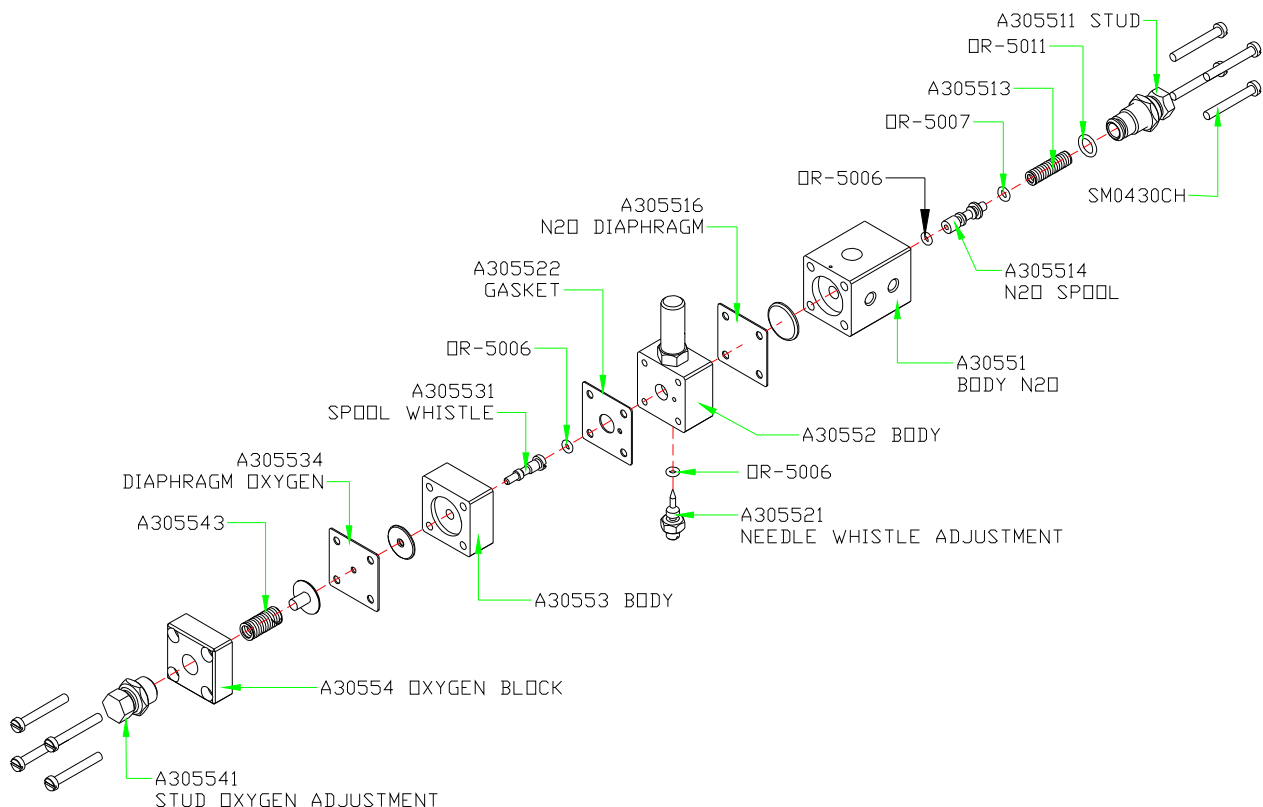 A305511 STUD
OR-5011
A305513
OR-5007
OR-5006
SM0430CH
A305516
N2O DIAPHRAGM
A305514
N2O SPOOL
A305522
GASKET
OR-5006
A30551
BODY N2O
A305531
SPOOL WHISTLE
A30552 BODY
A305534
DIAPHRAGM OXYGEN
OR-5006
A305543
A305521
NEEDLE WHISTLE ADJUSTMENT
A30553 BODY
A30554 OXYGEN BLOCK
A305541
STUD OXYGEN ADJUSTMENT